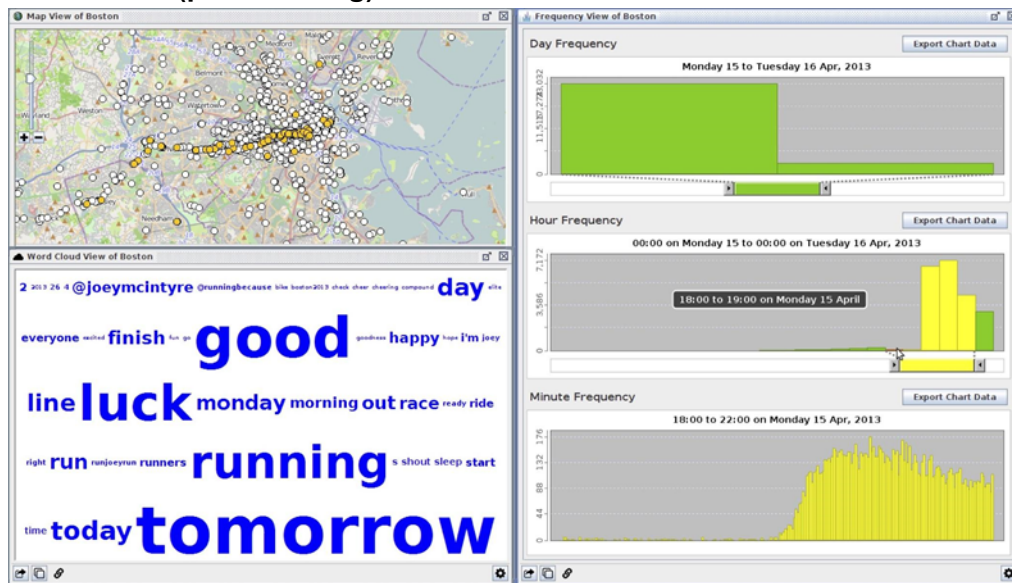 Map View of Boston
Medford
Revere
Belmont
Watertown
Weston
Wayland
Needham
Hull
Word Cloud View of Boston
2 2013 26 4 @joeymcintyre @runningbecause bike boston2013 check cheer cheering compound day elite
everyone excited finish fun go good goodness happy hope i'm joey
line luck monday morning out race ready ride
right run runjoeyrun runners running s shout sleep start
time today tomorrow
Frequency View of Boston
Day Frequency
Export Chart Data
Monday 15 to Tuesday 16 Apr, 2013
0
Hour Frequency
Export Chart Data
00:00 on Monday 15 to 00:00 on Tuesday 16 Apr, 2013
7,172
3,586
0
18:00 to 19:00 on Monday 15 April
Minute Frequency
Export Chart Data
18:00 to 22:00 on Monday 15 Apr, 2013
176
132
88
44
0